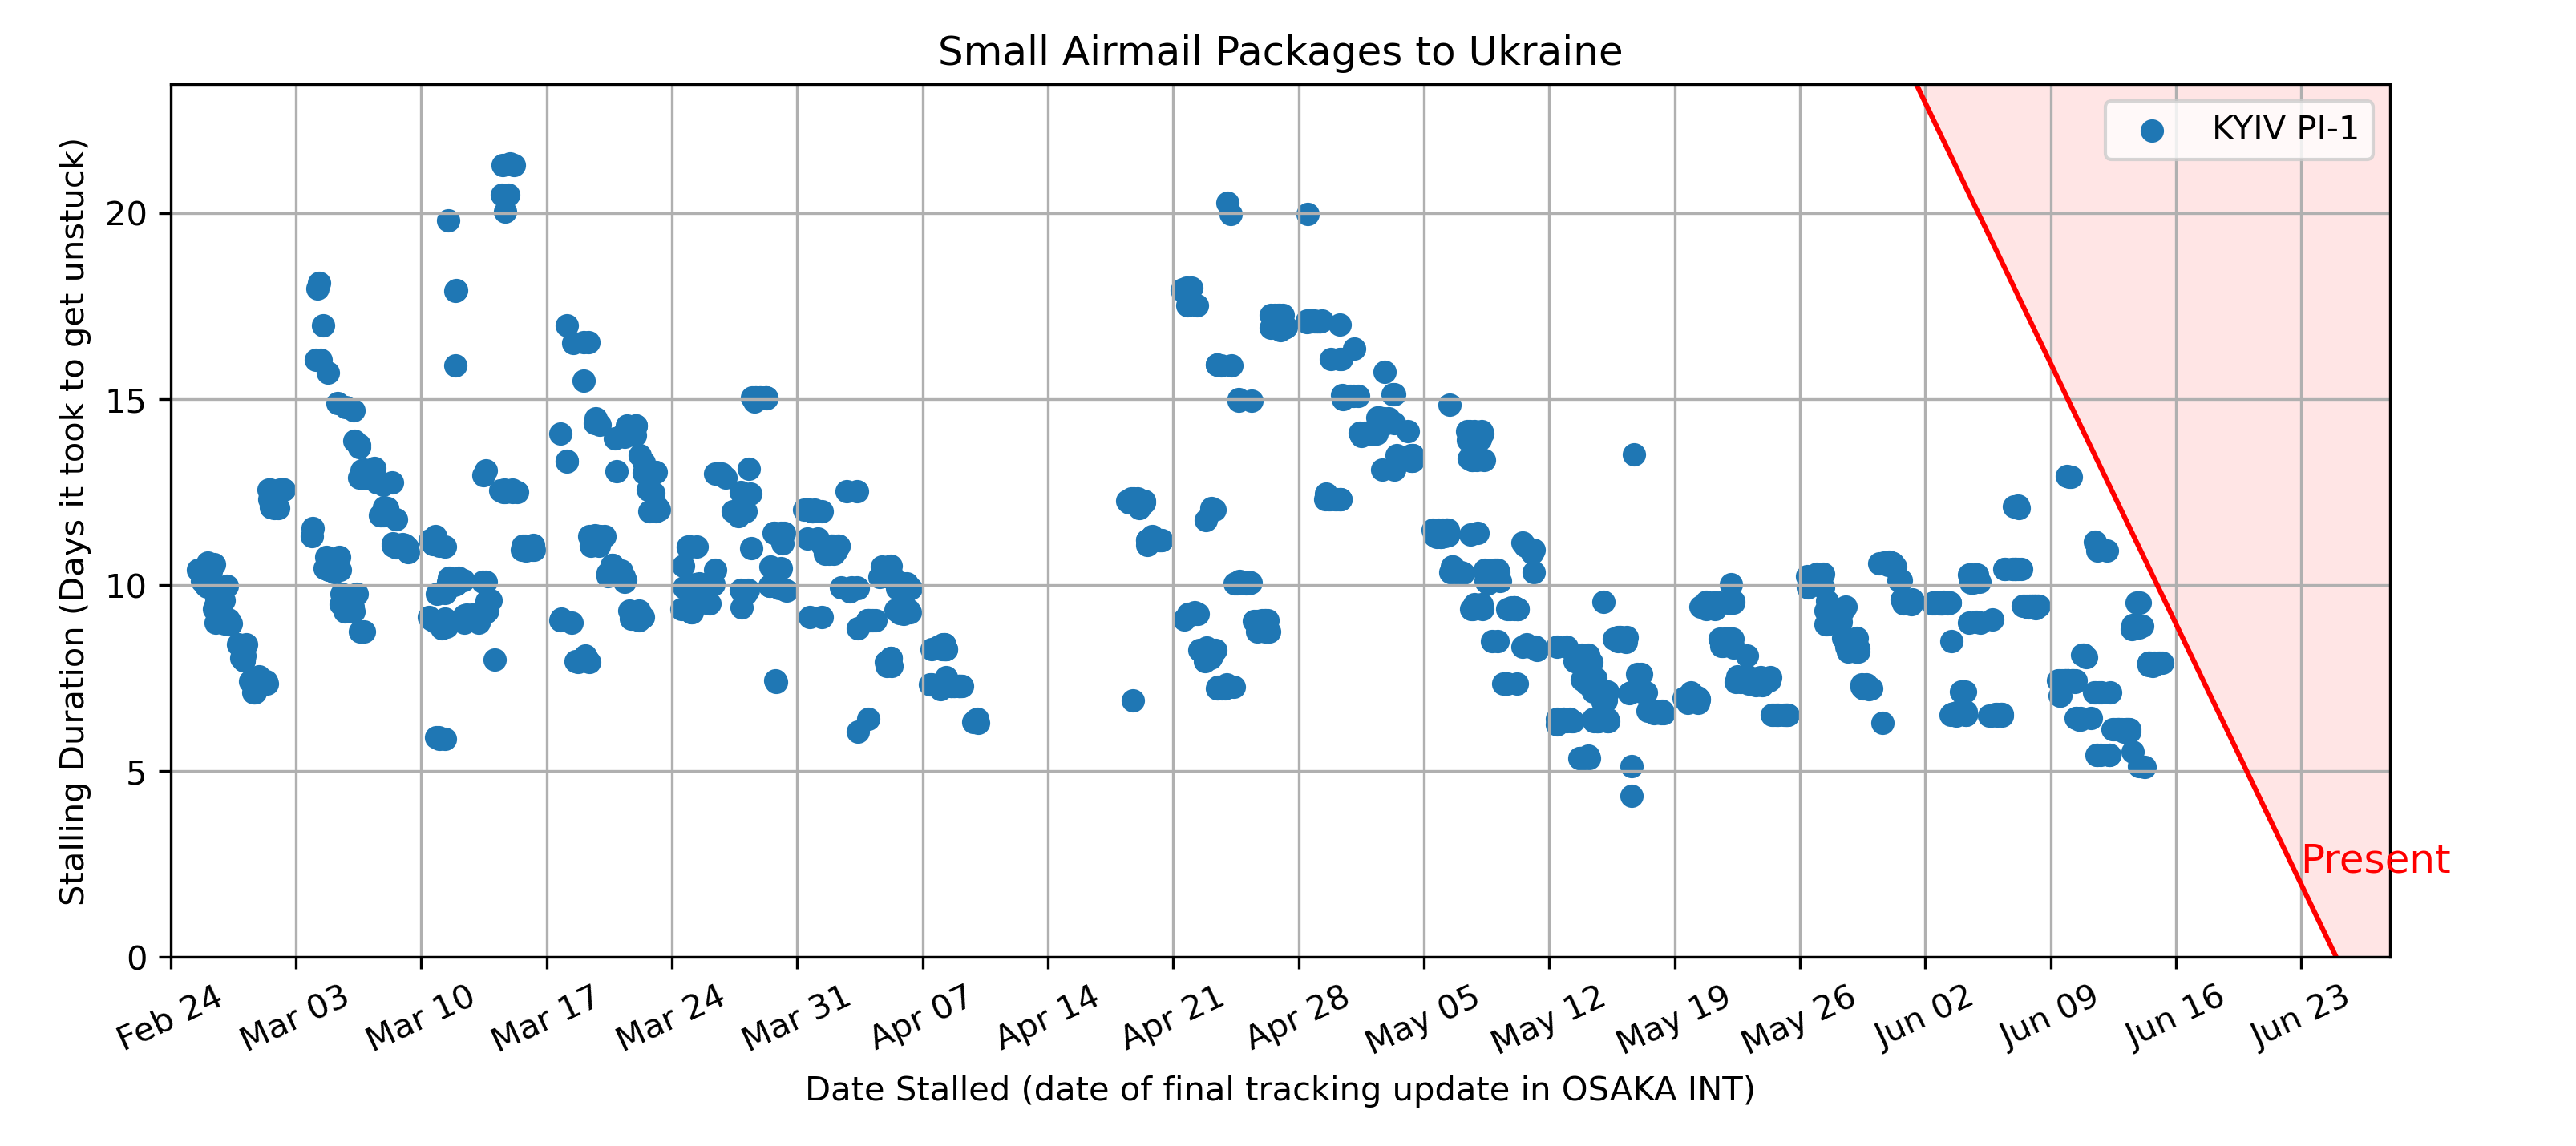 Small Airmail Packages to Ukraine
KYIV PI-1
Stalling Duration (Days it took to get unstuck)
20
15
10
5
0
Present
Feb 24
Mar 03
Mar 10
Mar 17
Mar 24
Mar 31
Apr 07
Apr 14
Apr 21
Apr 28
May 05
May 12
May 19
May 26
Jun 02
Jun 09
Jun 16
Jun 23
Date Stalled (date of final tracking update in OSAKA INT)